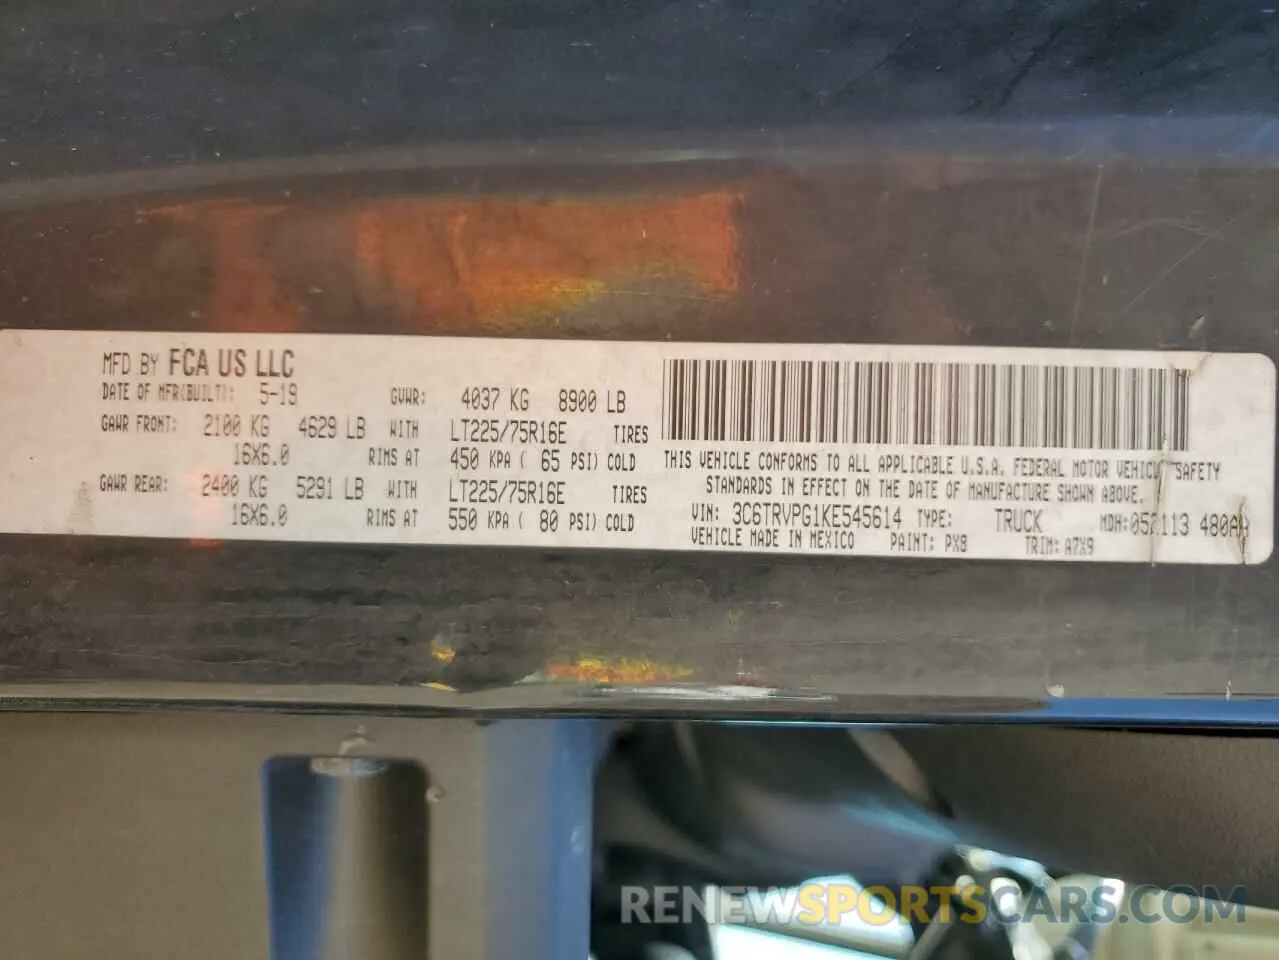 MFD BY FCA US LLC
DATE OF MFR(BUILT): 5-19 GVWR: 4037 KG 8900 LB
GAWR FRONT: 2100 KG 4629 LB WITH LT225/75R16E TIRES
16X6.0 RIMS AT 450 KPA ( 65 PSI) COLD
GAWR REAR: 2400 KG 5291 LB WITH LT225/75R16E TIRES
16X6.0 RIMS AT 550 KPA ( 80 PSI) COLD
THIS VEHICLE CONFORMS TO ALL APPLICABLE U.S.A. FEDERAL MOTOR VEHICLE SAFETY
STANDARDS IN EFFECT ON THE DATE OF MANUFACTURE SHOWN ABOVE.
VIN: 3C6TRVPG1KE545614 TYPE: TRUCK MDH: 480AA
VEHICLE MADE IN MEXICO PAINT: PX8 TRIM: A7X9
RENEWSPORTSCARS.COM